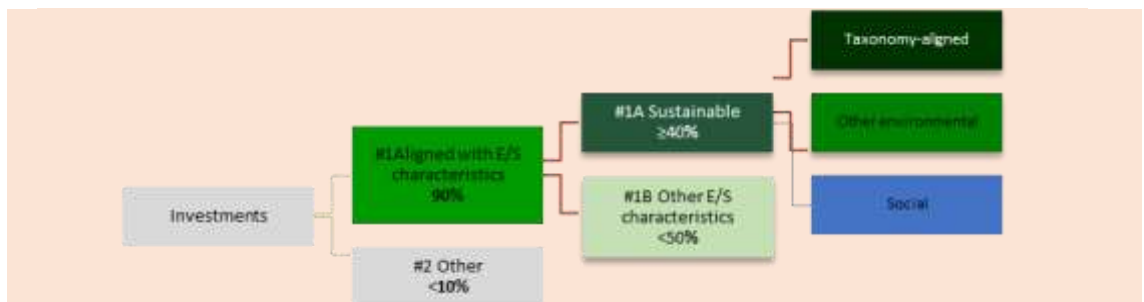 Taxonomy-aligned
#1A Sustainable
≥40%
Other environmental
#1Aligned with E/S
characteristics
90%
#1B Other E/S
characteristics
<50%
Social
Investments
#2 Other
<10%